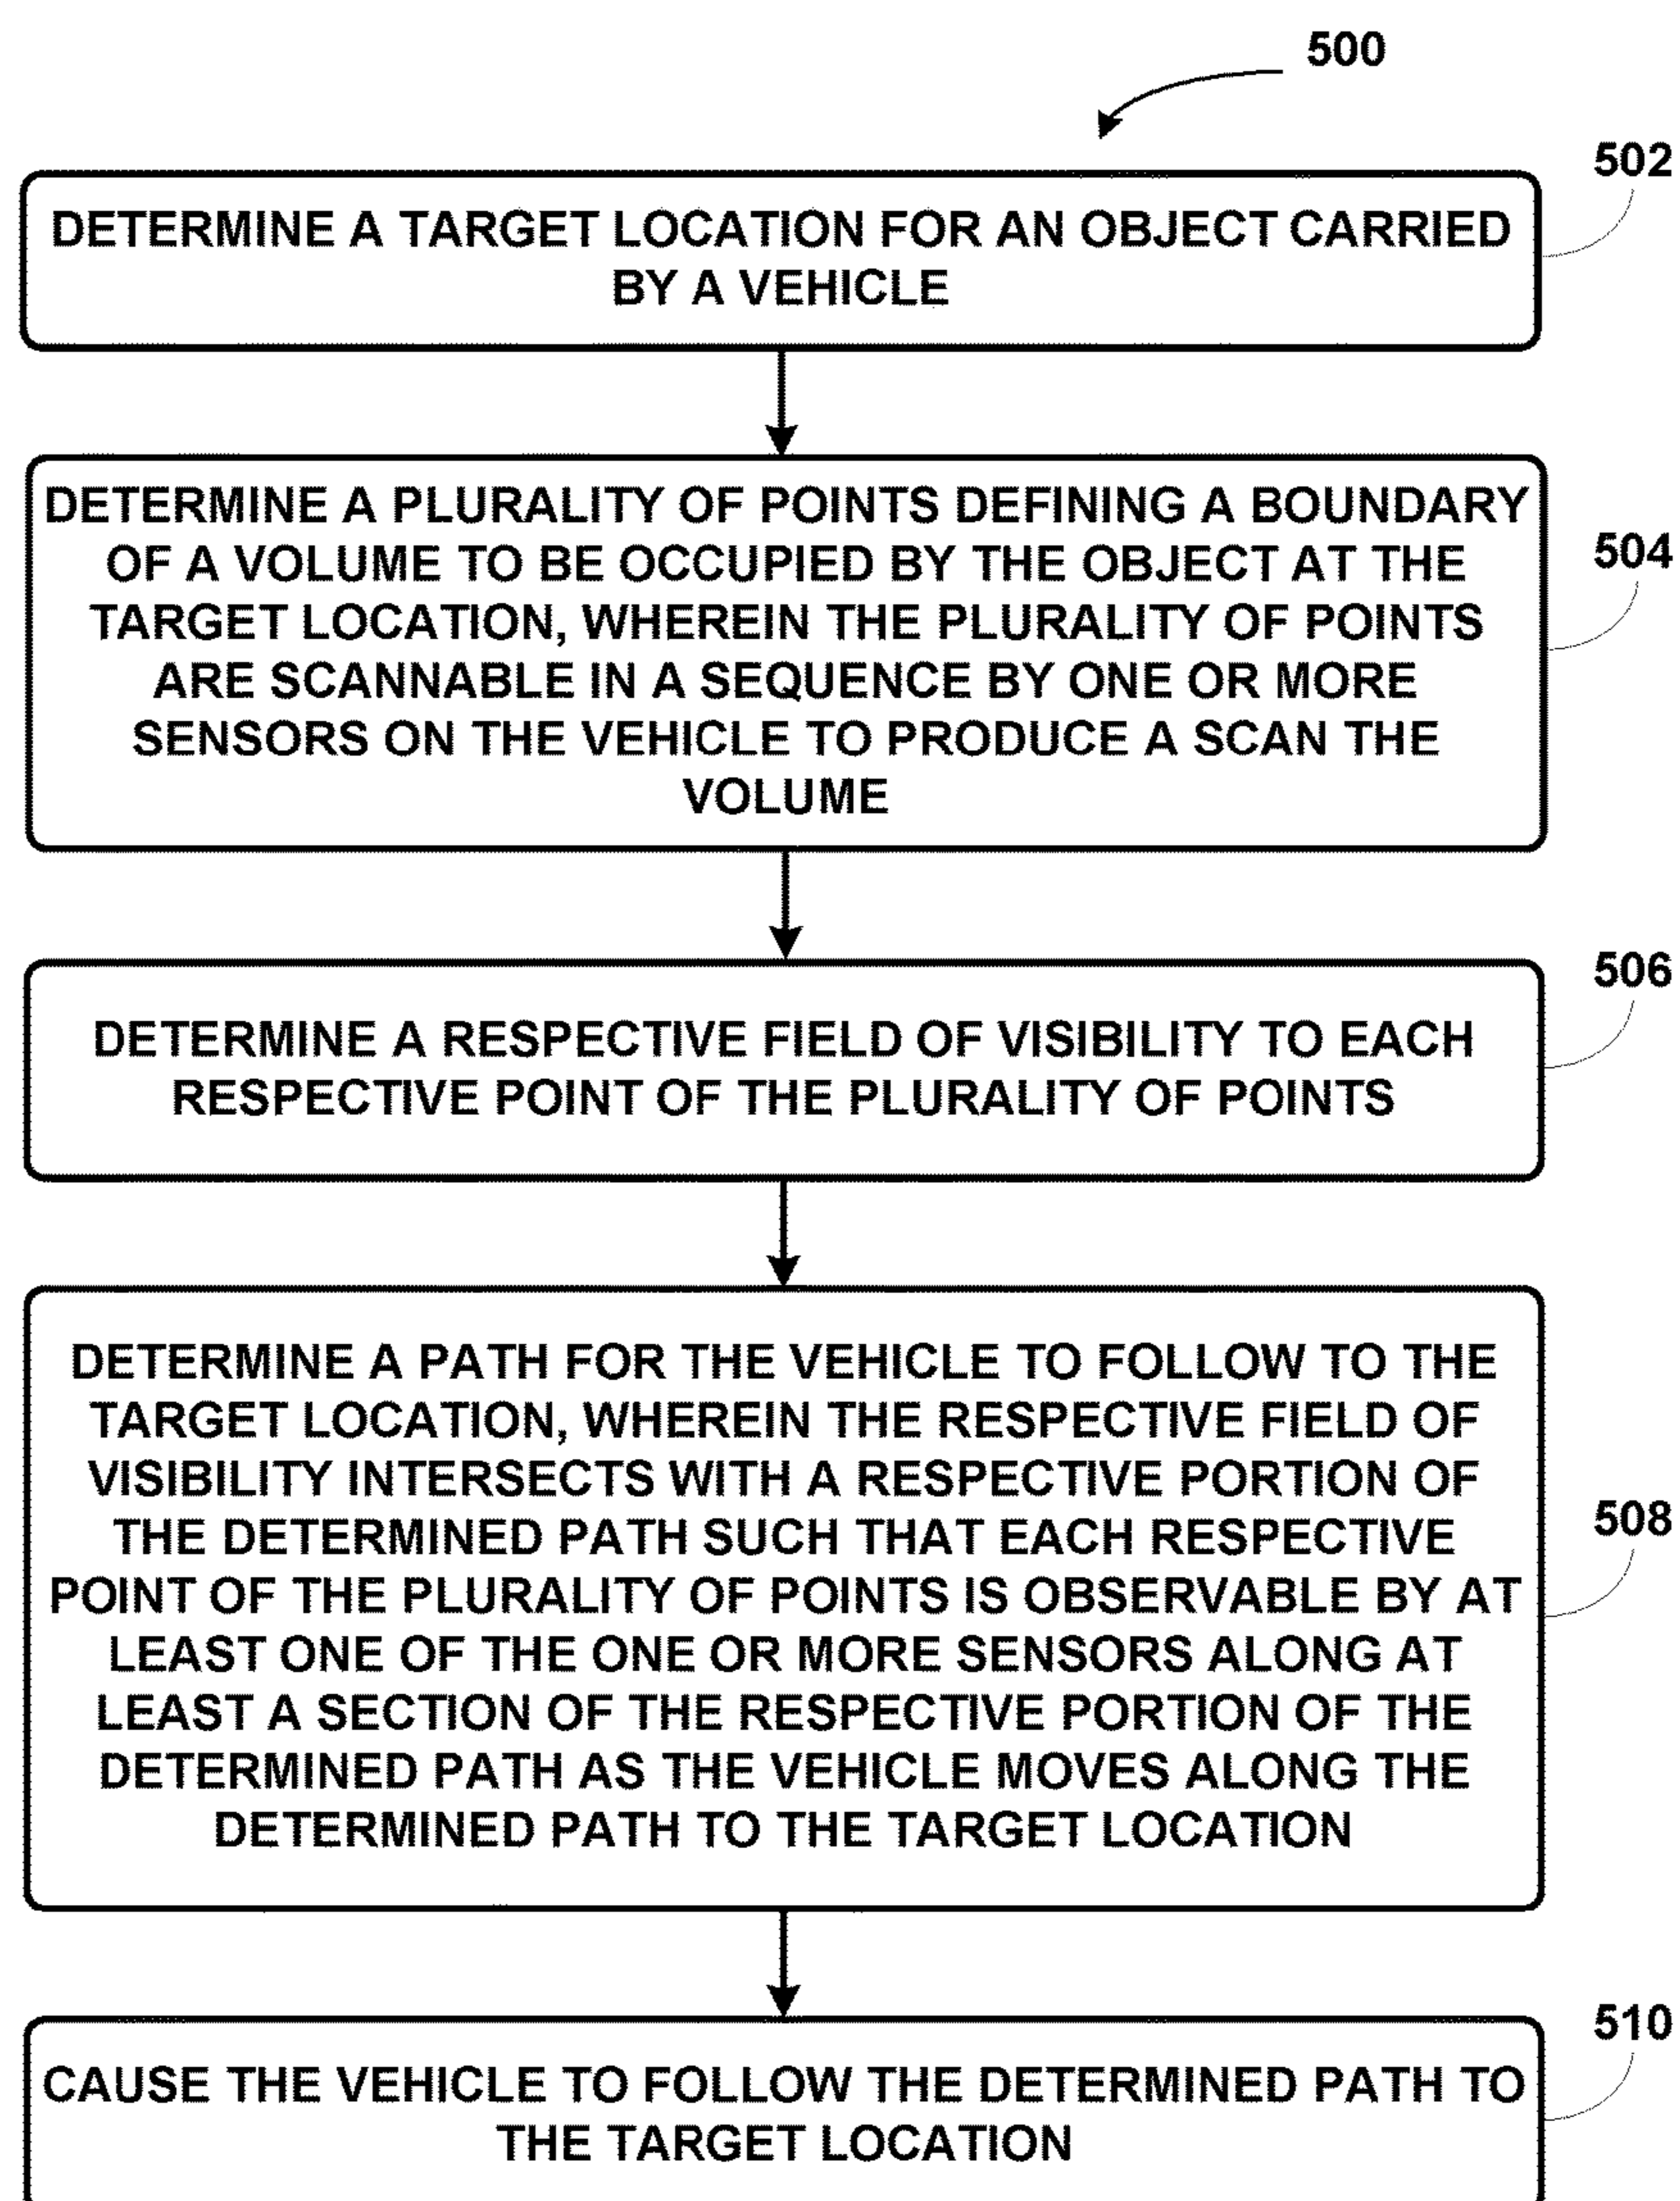 500
502
DETERMINE A TARGET LOCATION FOR AN OBJECT CARRIED
BY A VEHICLE
DETERMINE A PLURALITY OF POINTS DEFINING A BOUNDARY
OF A VOLUME TO BE OCCUPIED BY THE OBJECT AT THE
504
TARGET LOCATION, WHEREIN THE PLURALITY OF POINTS
ARE SCANNABLE IN A SEQUENCE BY ONE OR MORE
SENSORS ON THE VEHICLE TO PRODUCE A SCAN THE
VOLUME
506
DETERMINE A RESPECTIVE FIELD OF VISIBILITY TO EACH
RESPECTIVE POINT OF THE PLURALITY OF POINTS
DETERMINE A PATH FOR THE VEHICLE TO FOLLOW TO THE
TARGET LOCATION, WHEREIN THE RESPECTIVE FIELD OF
VISIBILITY INTERSECTS WITH A RESPECTIVE PORTION OF
508
THE DETERMINED PATH SUCH THAT EACH RESPECTIVE
POINT OF THE PLURALITY OF POINTS IS OBSERVABLE BY AT
LEAST ONE OF THE ONE OR MORE SENSORS ALONG AT
LEAST A SECTION OF THE RESPECTIVE PORTION OF THE
DETERMINED PATH AS THE VEHICLE MOVES ALONG THE
DETERMINED PATH TO THE TARGET LOCATION
510
CAUSE THE VEHICLE TO FOLLOW THE DETERMINED PATH TO
THE TARGET LOCATION